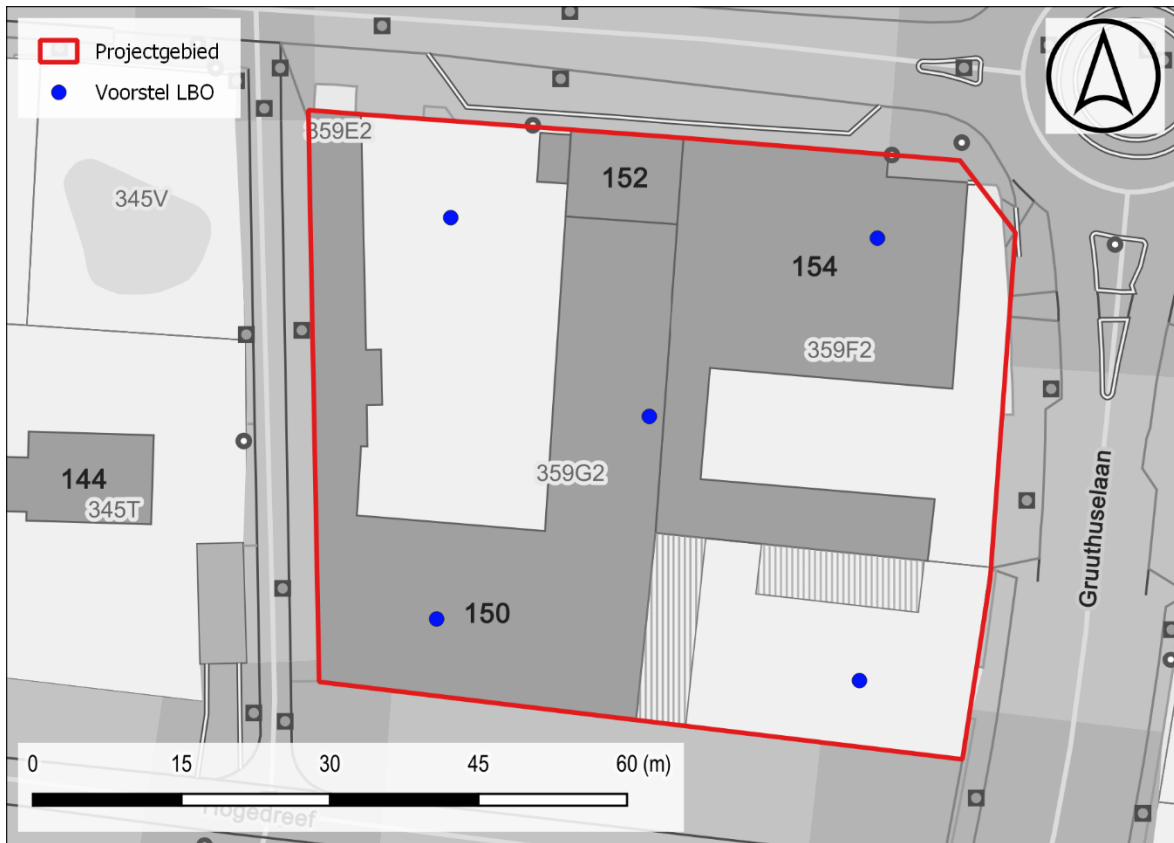 Projectgebied
Voorstel LBO
359E2
345V
152
154
359F2
359G2
144
345T
150
Gruuthuselaan
0 15 30 45 60 (m)
Hogedreef